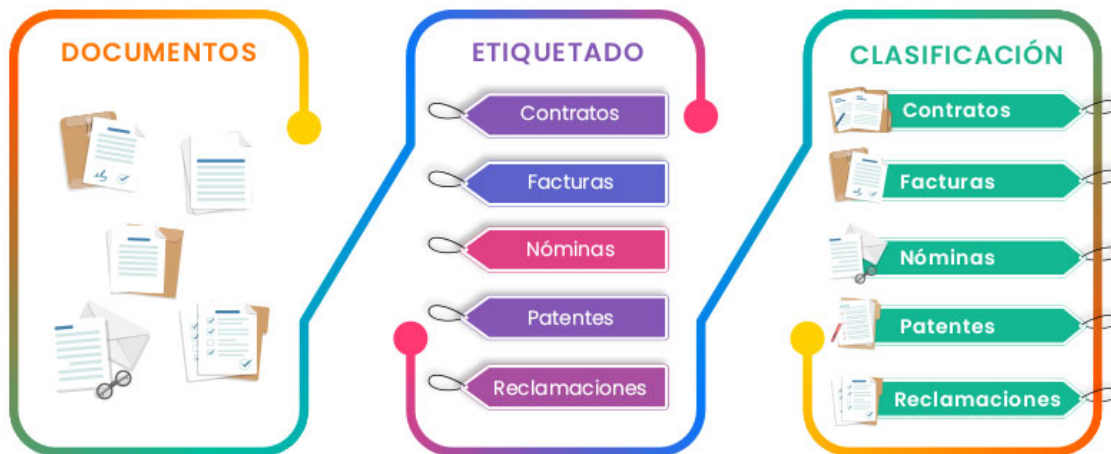 DOCUMENTOS
ETIQUETADO
Contratos
Facturas
Nóminas
Patentes
Reclamaciones
CLASIFICACIÓN
Contratos
Facturas
Nóminas
Patentes
Reclamaciones